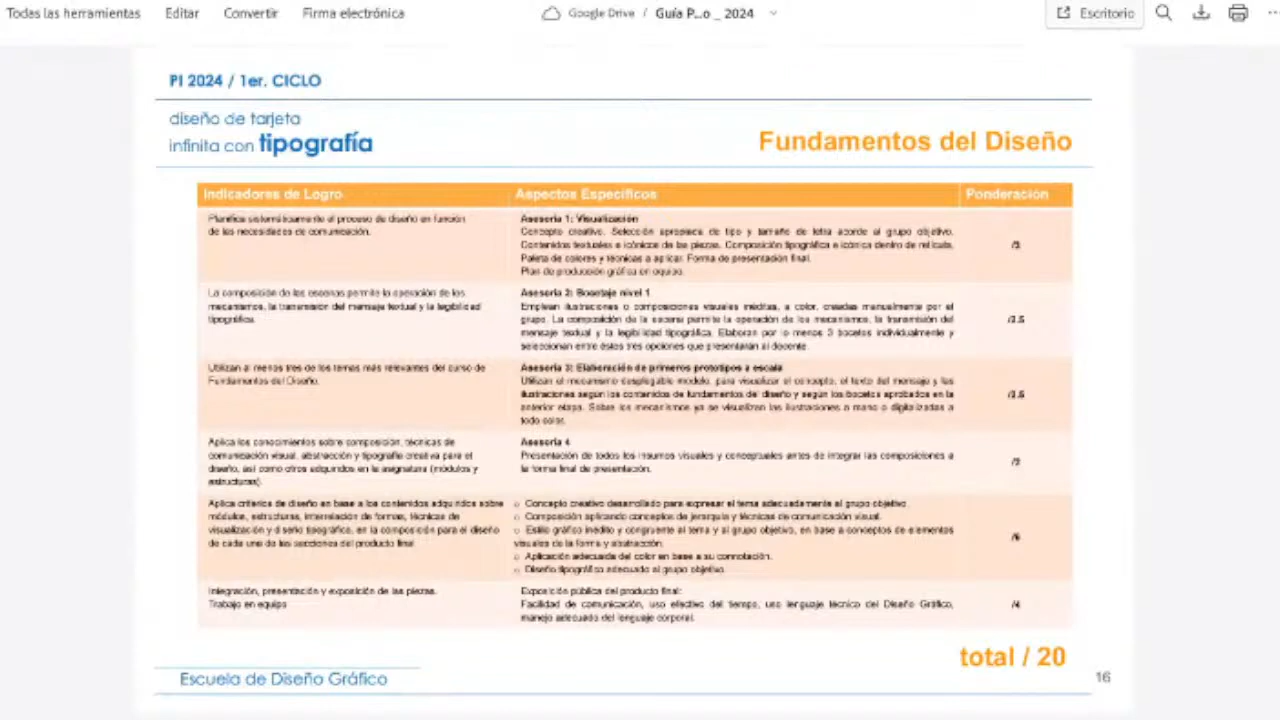 Todas las herramientas Editar Convertir Firma electrónica Google Drive / Guía P...o _ 2024 Escritorio
PI 2024 / 1er. CICLO
diseño de tarjeta
infinita con tipografía
Fundamentos del Diseño
Indicadores de Logro Aspectos Específicos Ponderación
Planifica sistemáticamente el proceso de diseño en función
de las necesidades de comunicación.
Asesoría 1: Visualización
Concepto creativo. Selección apropiada de tipo y tamaño de letra acorde al grupo objetivo.
Contenidos textuales e icónicos de las piezas. Composición tipográfica e icónica dentro de retícula.
Paleta de colores y técnicas a aplicar. Forma de presentación final.
Plan de producción gráfica en equipo.
La composición de las escenas permite la operación de los
mecanismos, la transmisión del mensaje textual y la legibilidad
tipográfica.
Asesoría 2: Bocetaje nivel 1
Emplean ilustraciones o composiciones visuales inéditas, a color, creadas manualmente por el
grupo. La composición de la escena permite la operación de los mecanismos, la transmisión del
mensaje textual y la legibilidad tipográfica. Elaboran por lo menos 3 bocetos individualmente y
seleccionan entre éstos tres opciones que presentarán al docente.
Utilizan al menos tres de los temas más relevantes del curso de
Fundamentos del Diseño.
Asesoría 3: Elaboración de primeros prototipos a escala
Utilizan el mecanismo desplegable modelo, para visualizar el concepto, el texto del mensaje y las
ilustraciones según los contenidos de fundamentos del diseño y según los bocetos aprobados en la
anterior etapa. Sobre los mecanismos ya se visualizan las ilustraciones a mano o digitalizadas a
todo color.
Aplica los conocimientos sobre composición, técnicas de
comunicación visual, abstracción y tipografía creativa para el
diseño, así como otros adquiridos en la asignatura (módulos y
estructuras).
Asesoría 4
Presentación de todos los insumos visuales y conceptuales antes de integrar las composiciones a
la forma final de presentación.
Aplica criterios de diseño en base a los contenidos adquiridos sobre
módulos, estructuras, interrelación de formas, técnicas de
visualización y diseño tipográfico, en la composición para el diseño
de cada una de las secciones del producto final
o Concepto creativo desarrollado para expresar el tema adecuadamente al grupo objetivo
o Composición aplicando conceptos de jerarquía y técnicas de comunicación visual.
o Estilo gráfico inédito y congruente al tema y al grupo objetivo, en base a conceptos de elementos
visuales de la forma y abstracción.
o Aplicación adecuada del color en base a su connotación.
o Diseño tipográfico adecuado al grupo objetivo.
/6
Integración, presentación y exposición de las piezas.
Trabajo en equipo
Exposición pública del producto final:
Facilidad de comunicación, uso efectivo del tiempo, uso lenguaje técnico del Diseño Gráfico,
manejo adecuado del lenguaje corporal.
/4
total / 20
Escuela de Diseño Gráfico
16